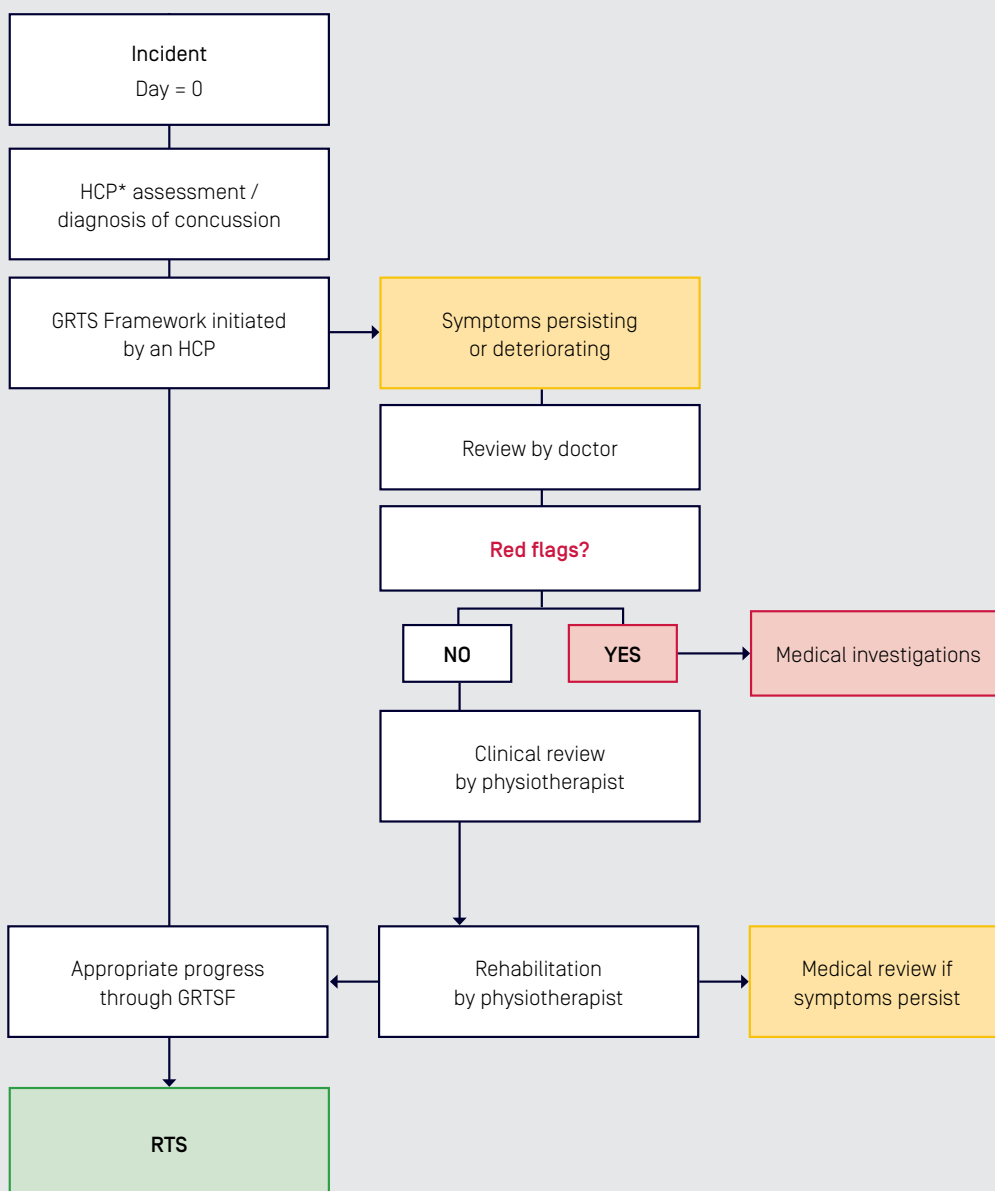 Incident
Day = 0
HCP* assessment /
diagnosis of concussion
GRTS Framework initiated
by an HCP
Symptoms persisting
or deteriorating
Review by doctor
Red flags?
NO
YES
Medical investigations
Clinical review
by physiotherapist
Appropriate progress
through GRTSF
Rehabilitation
by physiotherapist
Medical review if
symptoms persist
RTS